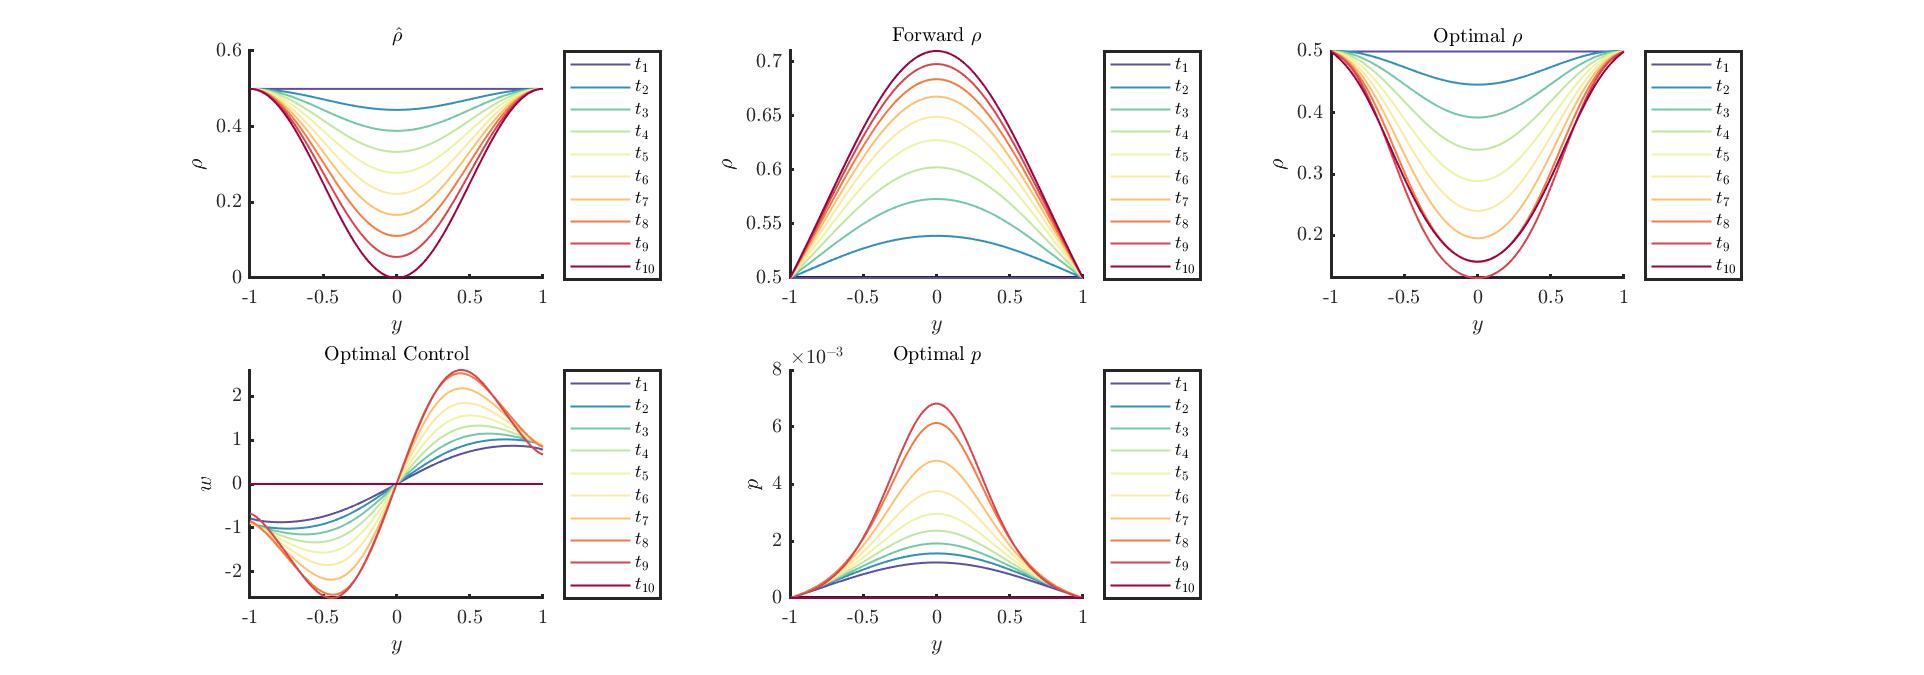 ρ̂
ρ
0.6
0.4
0.2
0
-1 -0.5 0 0.5 1
y
t₁
t₂
t₃
t₄
t₅
t₆
t₇
t₈
t₉
t₁₀
Forward ρ
ρ
0.7
0.65
0.6
0.55
0.5
-1 -0.5 0 0.5 1
y
t₁
t₂
t₃
t₄
t₅
t₆
t₇
t₈
t₉
t₁₀
Optimal ρ
ρ
0.5
0.4
0.3
0.2
-1 -0.5 0 0.5 1
y
t₁
t₂
t₃
t₄
t₅
t₆
t₇
t₈
t₉
t₁₀
Optimal Control
w
2
1
0
-1
-2
-1 -0.5 0 0.5 1
y
t₁
t₂
t₃
t₄
t₅
t₆
t₇
t₈
t₉
t₁₀
×10⁻³ Optimal p
p
8
6
4
2
0
-1 -0.5 0 0.5 1
y
t₁
t₂
t₃
t₄
t₅
t₆
t₇
t₈
t₉
t₁₀